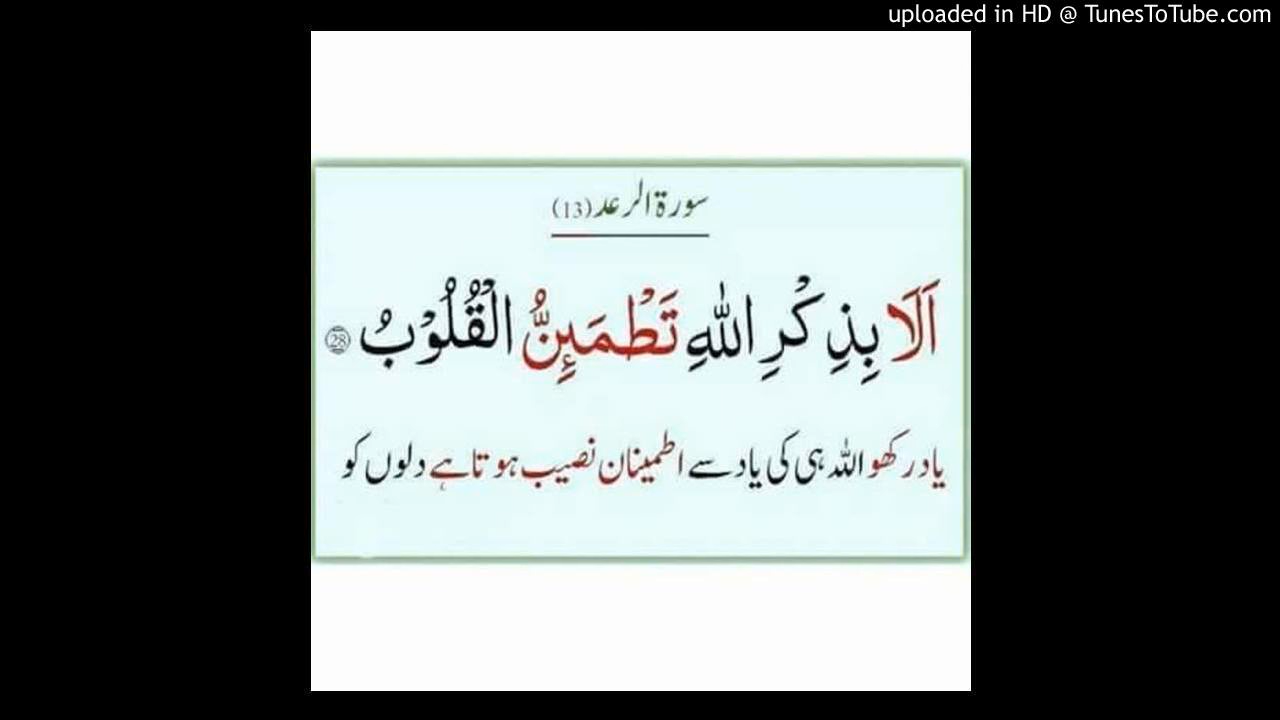 uploaded in HD @ TunesToTube.com
سورۃ الرعد (13)
اَلَا بِذِكْرِ اللّٰهِ تَطْمَىِٕنُّ الْقُلُوْبُ ﴿28﴾
یاد رکھو اللہ ہی کی یاد سے اطمینان نصیب ہوتا ہے دلوں کو